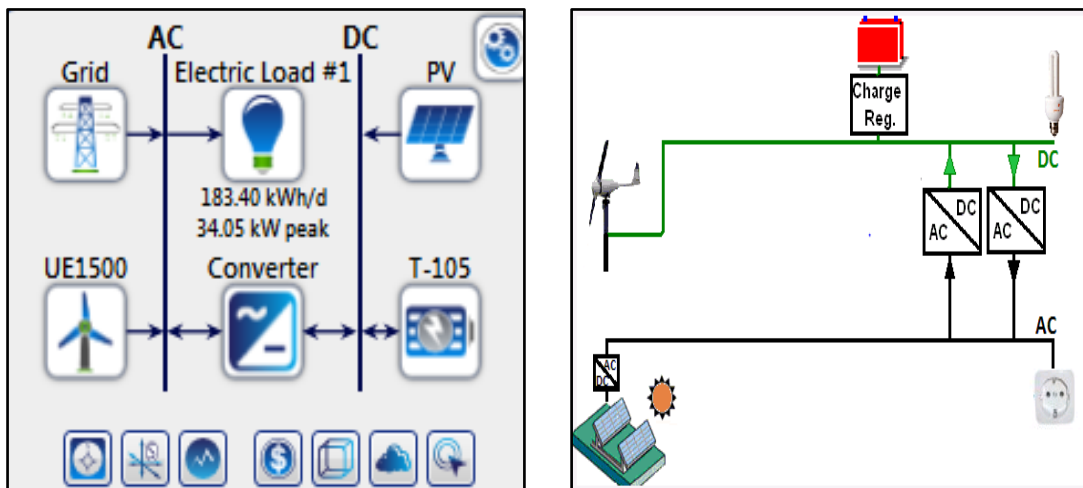 AC
DC
Grid
Electric Load #1
PV
183.40 kWh/d
34.05 kW peak
UE1500
Converter
T-105
Charge
Reg.
DC
DC
AC
DC
AC
AC
AC
DC